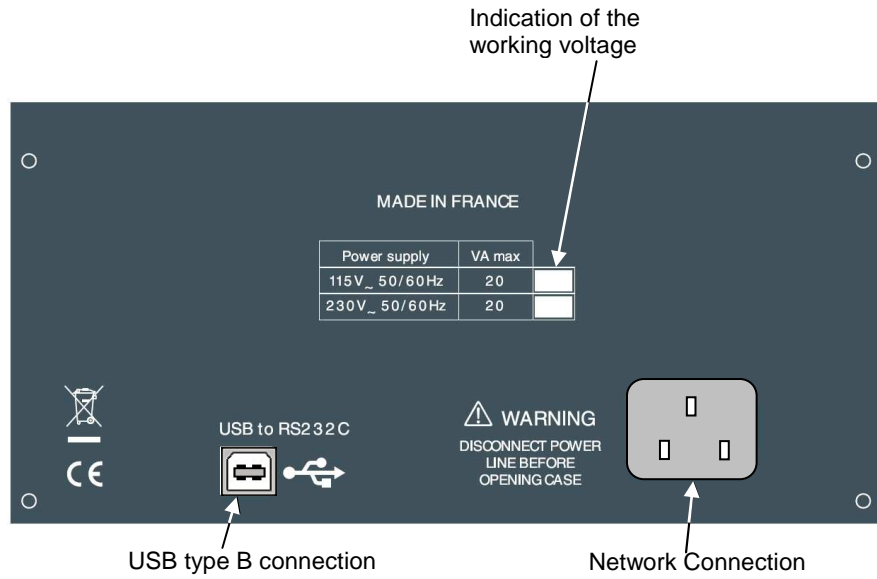 Indication of the
working voltage
MADE IN FRANCE
Power supply VA max
115V~ 50/60Hz 20
230V~ 50/60Hz 20
USB to RS232C
CE
⚠ WARNING
DISCONNECT POWER
LINE BEFORE
OPENING CASE
USB type B connection
Network Connection